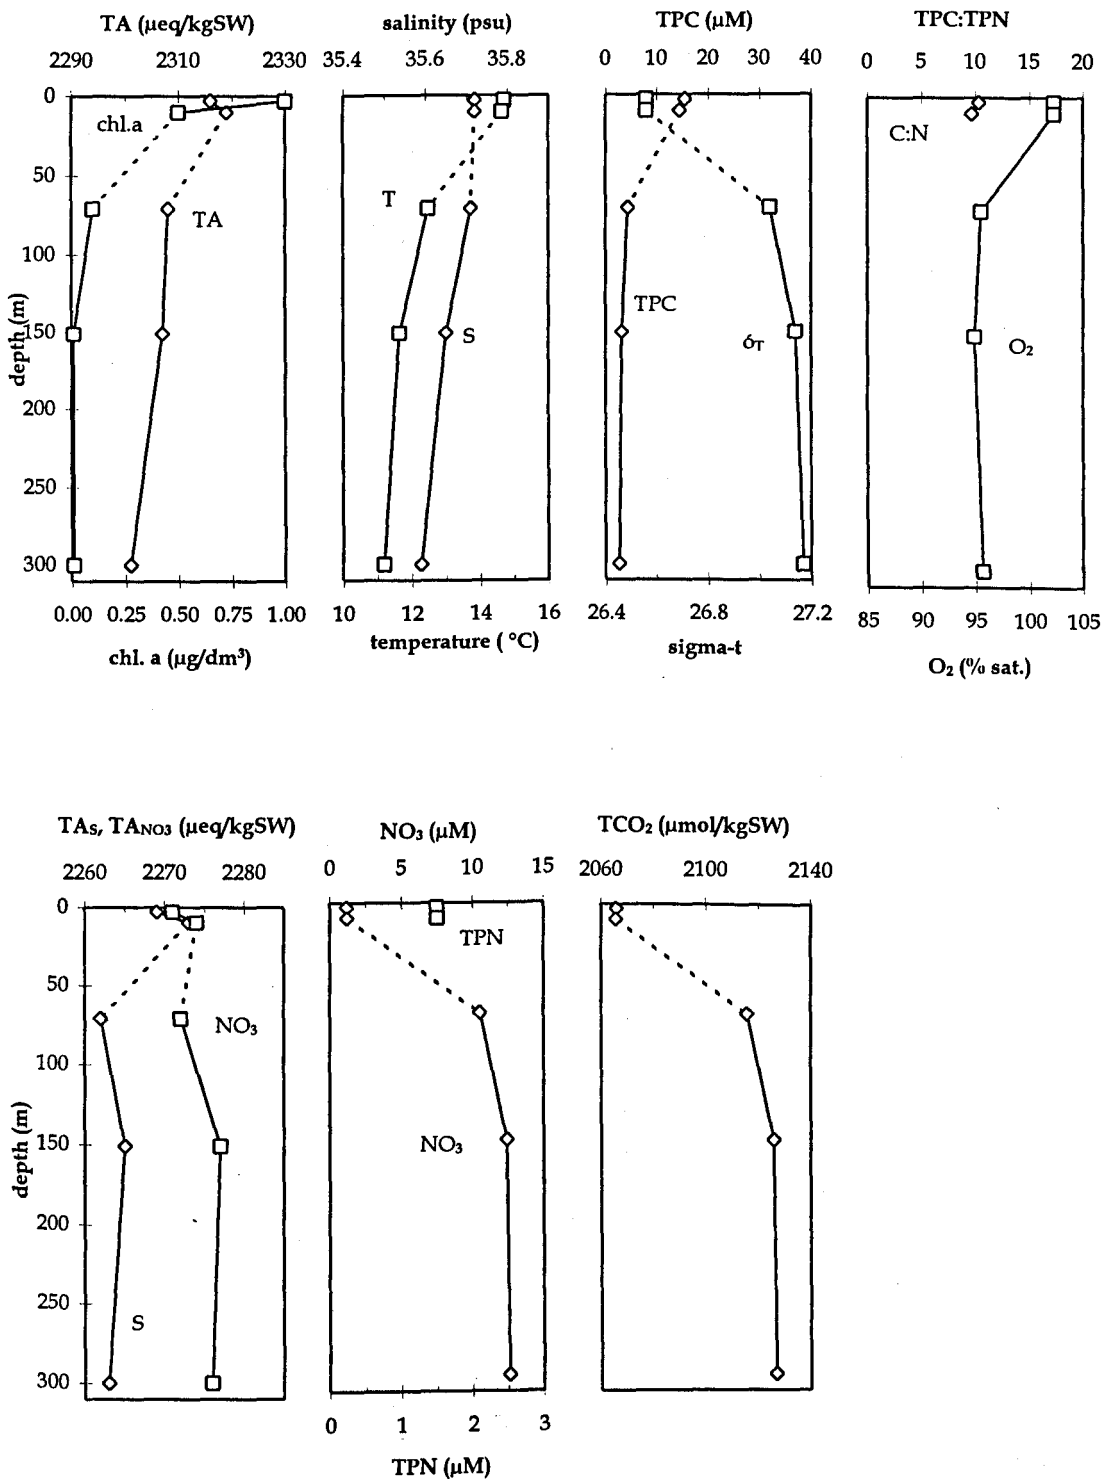 TA (µeq/kgSW) salinity (psu) TPC (µM) TPC:TPN
2290 2310 2330 35.4 35.6 35.8 0 10 20 30 40 0 5 10 15 20
0
chl.a C:N
50
T
TA
100
depth (m)
TPC
150 S δT O₂
200
250
300
0.00 0.25 0.50 0.75 1.00 10 12 14 16 26.4 26.8 27.2 85 90 95 100 105
chl. a (µg/dm³) temperature ( °C) sigma-t O₂ (% sat.)
TAS, TANO3 (µeq/kgSW) NO₃ (µM) TCO₂ (µmol/kgSW)
2260 2270 2280 0 5 10 15 2060 2100 2140
0
TPN
50
NO₃
100
depth (m)
150 NO₃
200
250
S
300
0 1 2 3
TPN (µM)